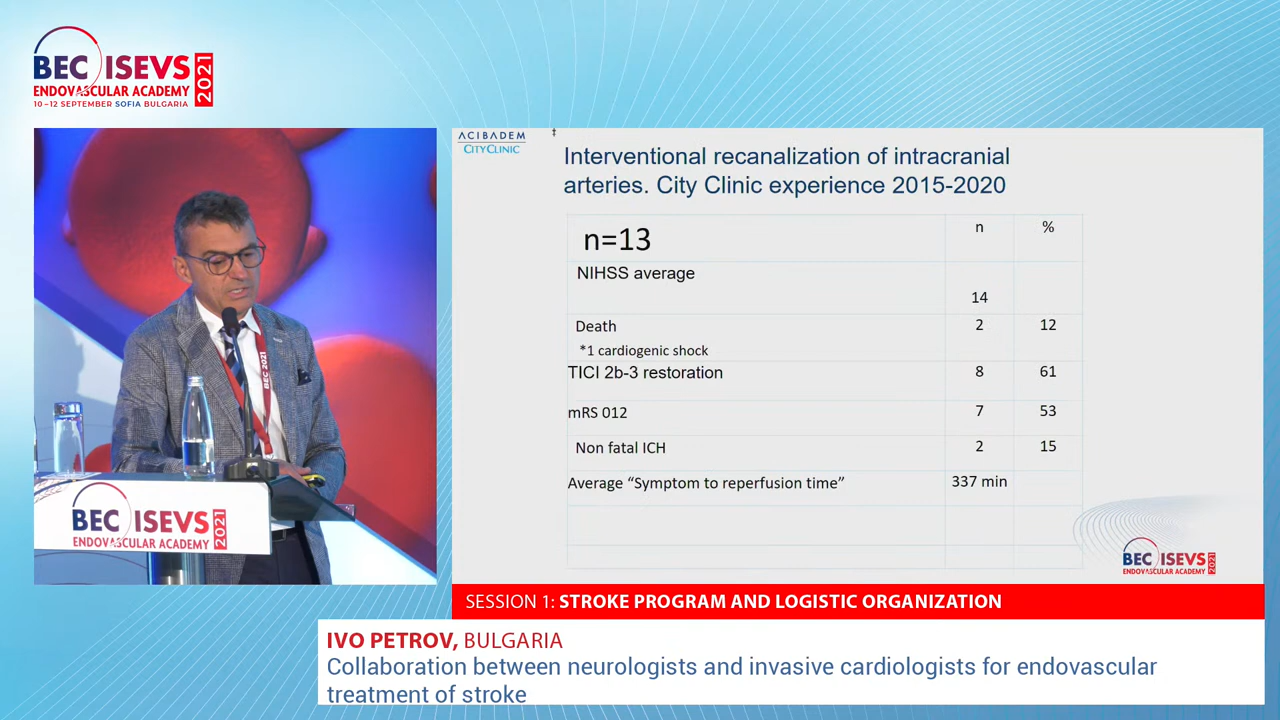 BEC ISEVS
ENDOVASCULAR ACADEMY
2021
10-12 SEPTEMBER SOFIA BULGARIA
BEC 2021
BEC ISEVS
ENDOVASCULAR ACADEMY
2021
ACIBADEM
CITYCLINIC
‡
Interventional recanalization of intracranial
arteries. City Clinic experience 2015-2020
n=13 n %
NIHSS average
14
Death 2 12
*1 cardiogenic shock
TICI 2b-3 restoration 8 61
mRS 012 7 53
Non fatal ICH 2 15
Average “Symptom to reperfusion time” 337 min
BEC ISEVS
ENDOVASCULAR ACADEMY
2021
SESSION 1: STROKE PROGRAM AND LOGISTIC ORGANIZATION
IVO PETROV, BULGARIA
Collaboration between neurologists and invasive cardiologists for endovascular
treatment of stroke